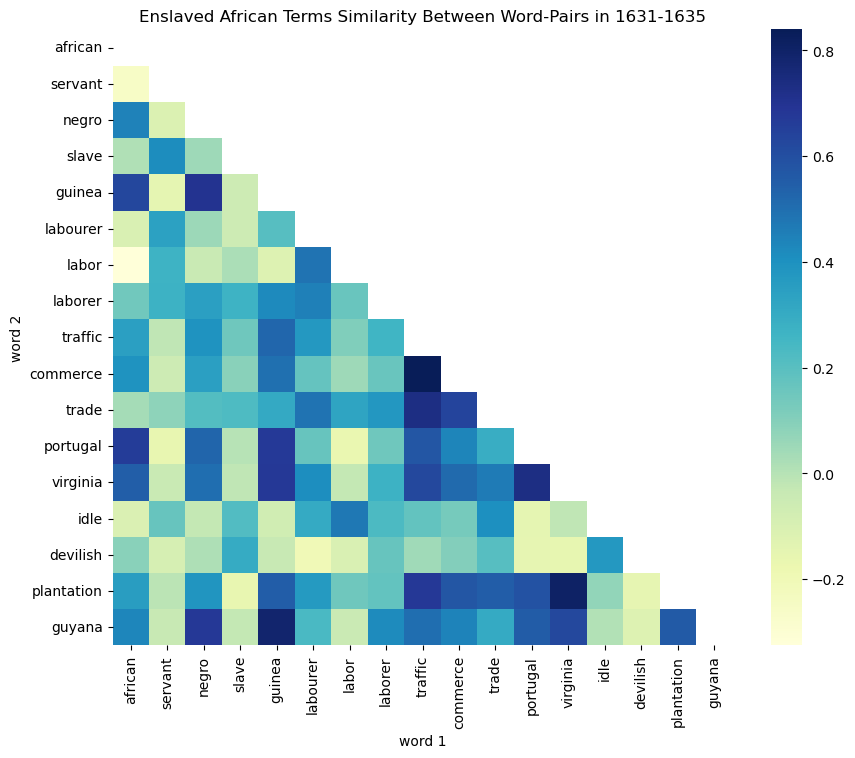 Enslaved African Terms Similarity Between Word-Pairs in 1631-1635
african
servant
negro
slave
guinea
labourer
labor
laborer
traffic
commerce
trade
portugal
virginia
idle
devilish
plantation
guyana
word 2
african
servant
negro
slave
guinea
labourer
labor
laborer
traffic
commerce
trade
portugal
virginia
idle
devilish
plantation
guyana
word 1
0.8
0.6
0.4
0.2
0.0
−0.2